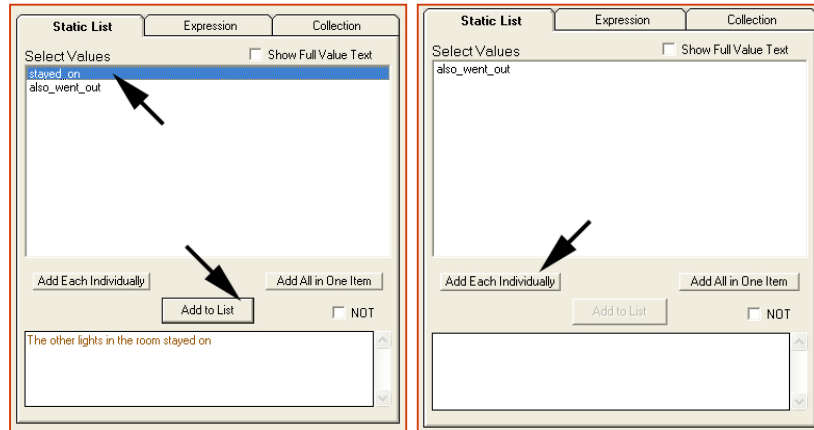 Static List
Expression
Collection
Select Values
Show Full Value Text
stayed_on
also_went_out
Add Each Individually
Add All in One Item
Add to List
NOT
The other lights in the room stayed on
Static List
Expression
Collection
Select Values
Show Full Value Text
also_went_out
Add Each Individually
Add All in One Item
Add to List
NOT